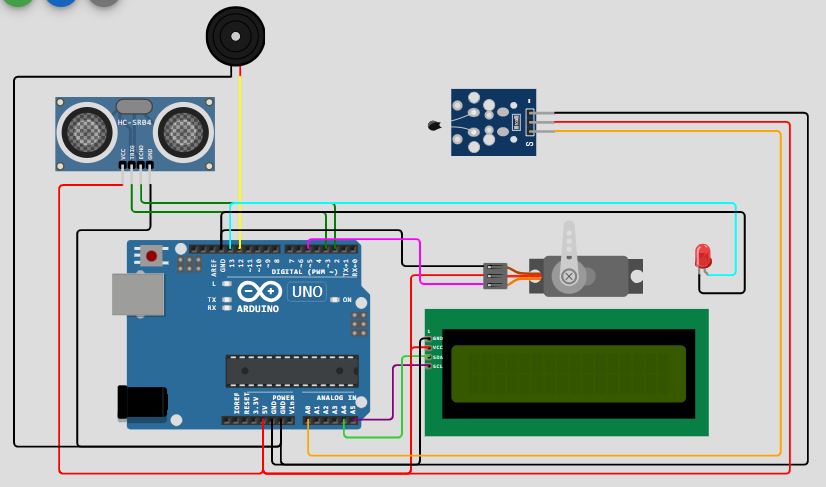 HC-SR04
VCC
TRIG
ECHO
GND
S
AREF
GND
13
12
~11
~10
~9
8
7
~6
~5
4
~3
2
TX→1
RX←0
DIGITAL (PWM ~)
L
TX
RX
UNO
ON
ARDUINO
1
GND
VCC
SDA
SCL
POWER
ANALOG IN
IOREF
RESET
3.3V
5V
GND
GND
Vin
A0
A1
A2
A3
A4
A5